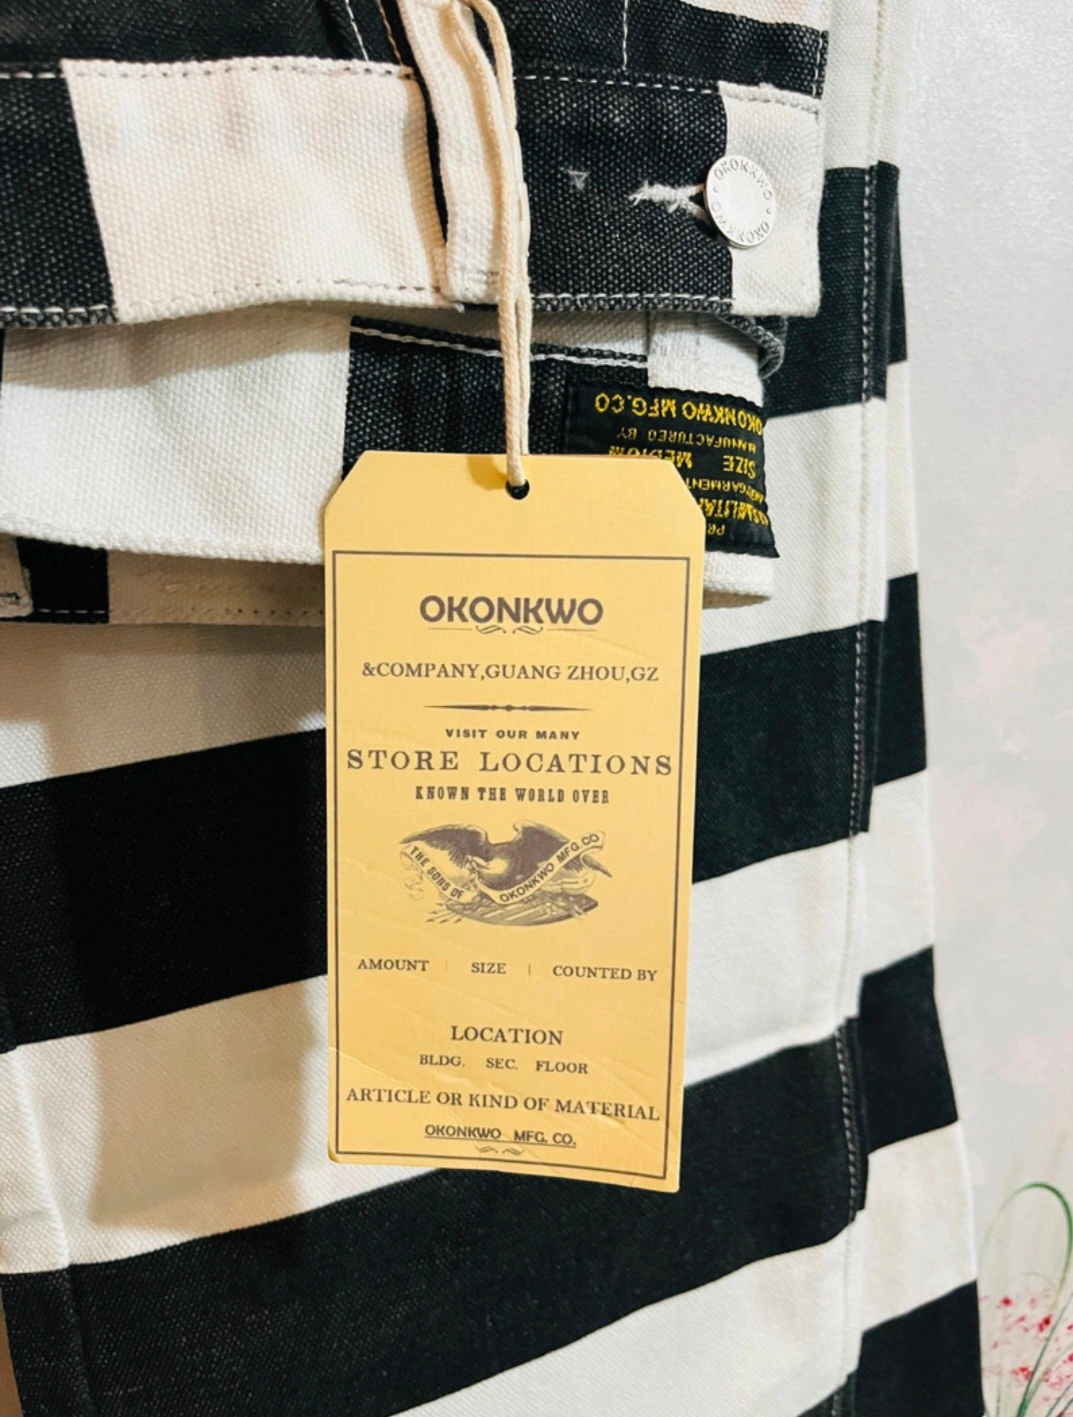 OKONKWO · OKONKWO ·
OKONKWO MFG.CO
MANUFACTURED BY
SIZE MEDIUM
OKONKWO
&COMPANY,GUANG ZHOU,GZ
VISIT OUR MANY
STORE LOCATIONS
KNOWN THE WORLD OVER
THE SONS OF OKONKWO MFG.CO
AMOUNT | SIZE | COUNTED BY
LOCATION
BLDG. SEC. FLOOR
ARTICLE OR KIND OF MATERIAL
OKONKWO MFG. CO.